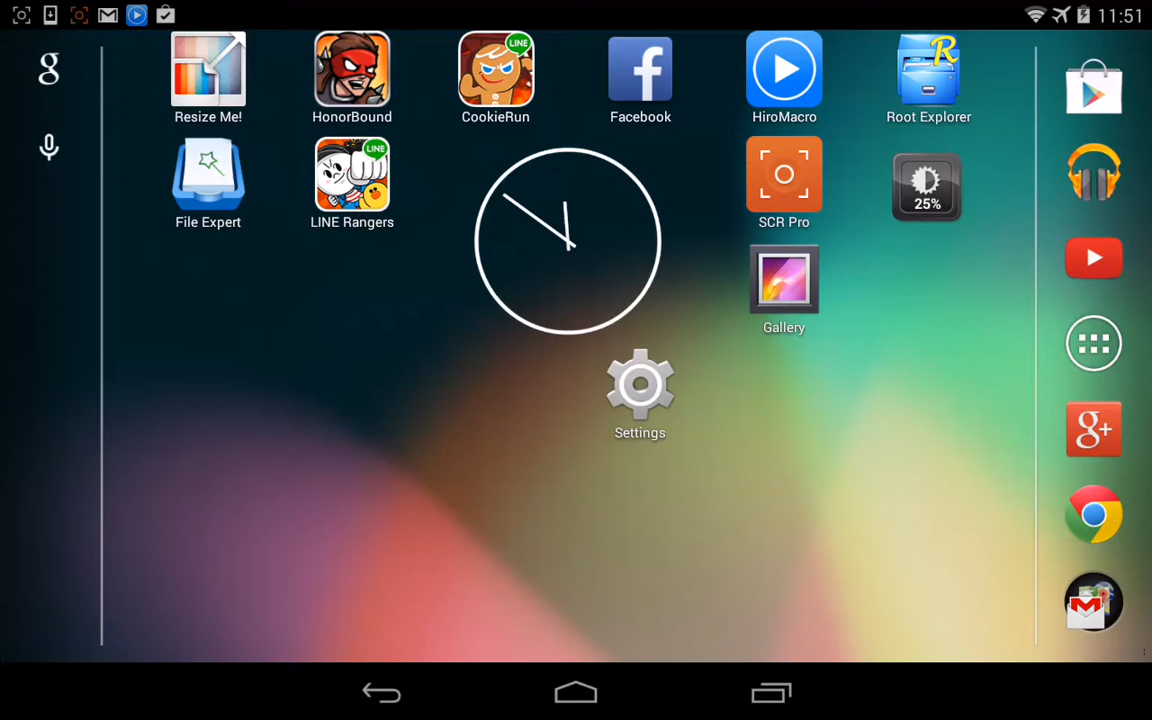 11:51
g
Resize Me!
HonorBound
LINE
CookieRun
f
Facebook
HiroMacro
R
Root Explorer
File Expert
LINE
LINE Rangers
SCR Pro
25%
Gallery
Settings
g+